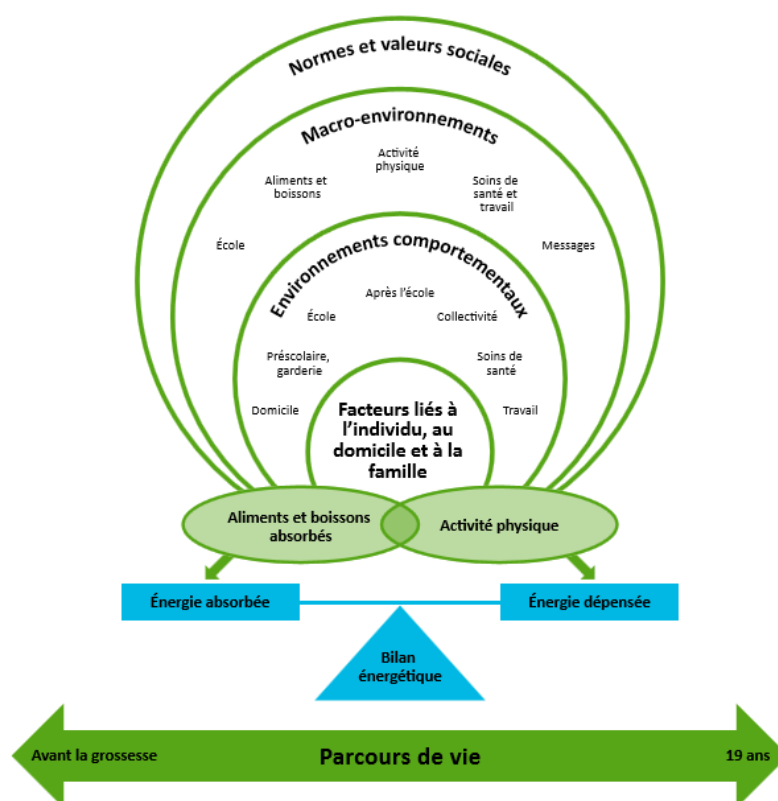 Normes et valeurs sociales
Macro-environnements
Activité
physique
Aliments et
boissons
Soins de
santé et
travail
École
Messages
Environnements comportementaux
Après l’école
École
Collectivité
Préscolaire,
garderie
Soins de
santé
Domicile
Travail
Facteurs liés à
l’individu, au
domicile et à la
famille
Aliments et boissons
absorbés
Activité physique
Énergie absorbée
Énergie dépensée
Bilan
énergétique
Avant la grossesse
Parcours de vie
19 ans